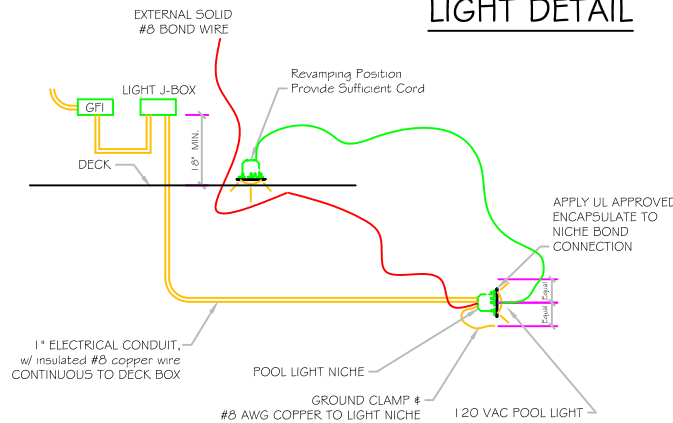 LIGHT DETAIL
EXTERNAL SOLID
#8 BOND WIRE
Revamping Position
Provide Sufficient Cord
LIGHT J-BOX
GFI
18" MIN.
DECK
APPLY UL APPROVED
ENCAPSULATE TO
NICHE BOND
CONNECTION
Equal
Equal
1" ELECTRICAL CONDUIT,
w/ insulated #8 copper wire
CONTINUOUS TO DECK BOX
POOL LIGHT NICHE
GROUND CLAMP &
#8 AWG COPPER TO LIGHT NICHE
120 VAC POOL LIGHT